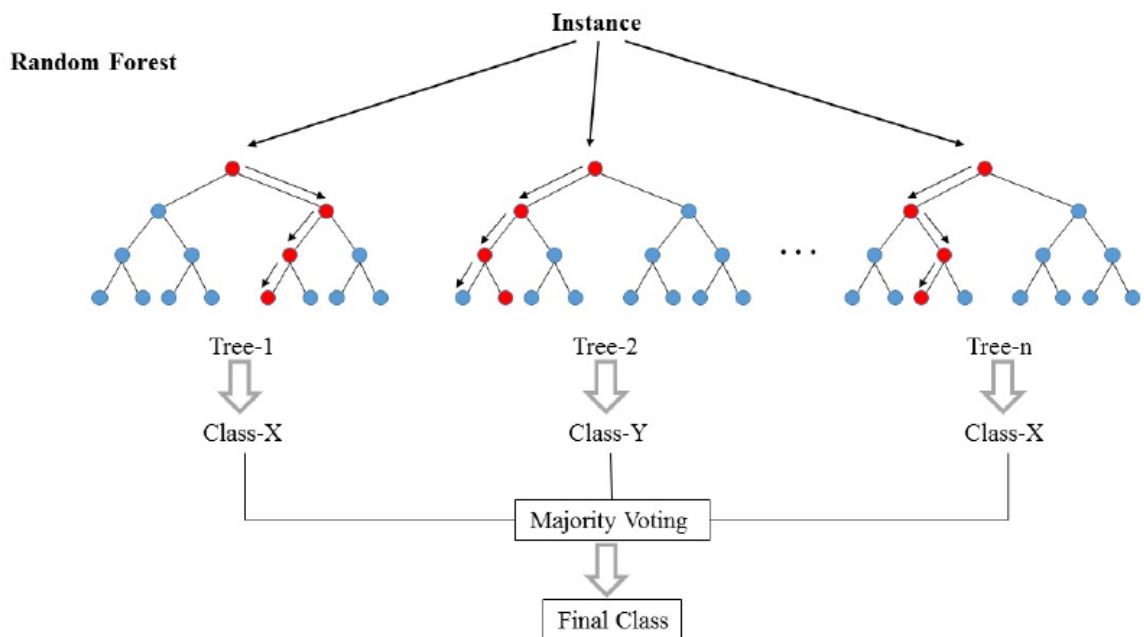 Instance
Random Forest
...
Tree-1 Tree-2 Tree-n
Class-X Class-Y Class-X
Majority Voting
Final Class